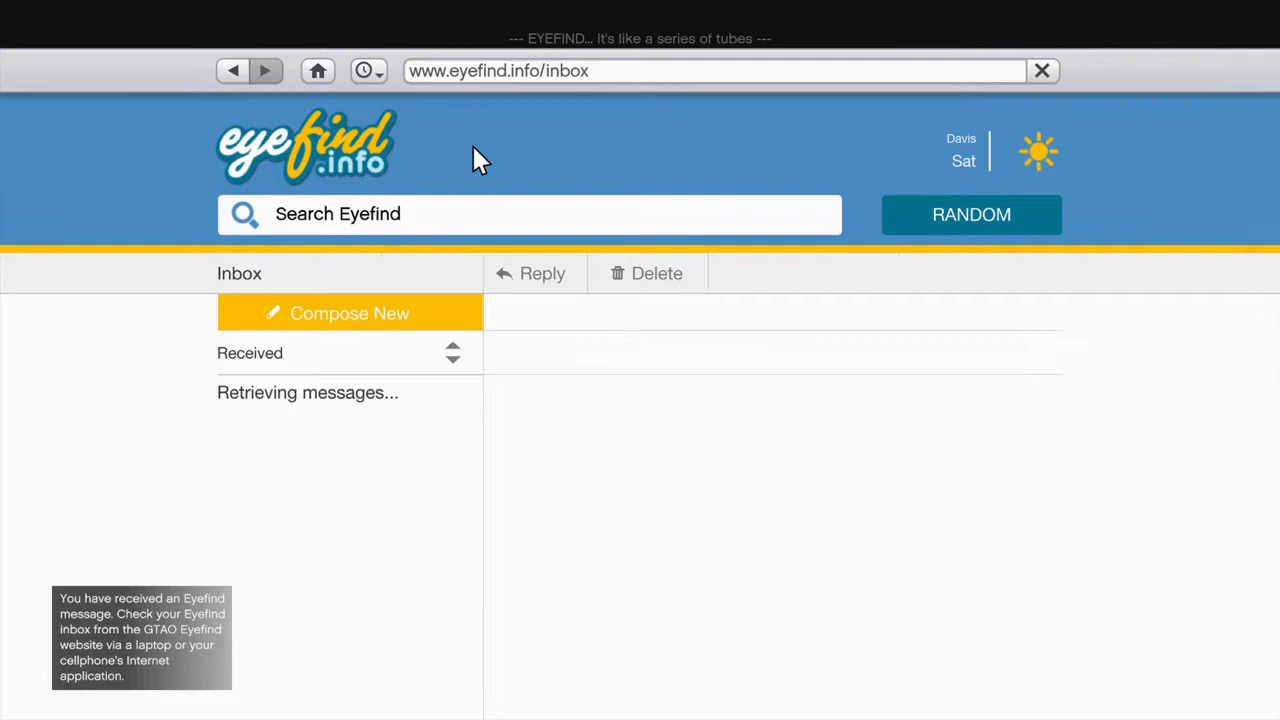 --- EYEFIND... It's like a series of tubes ---
www.eyefind.info/inbox
eyefind
.info
Davis
Sat
Search Eyefind
RANDOM
Inbox
Reply
Delete
Compose New
Received
Retrieving messages...
You have received an Eyefind
message. Check your Eyefind
inbox from the GTAO Eyefind
website via a laptop or your
cellphone's Internet
application.